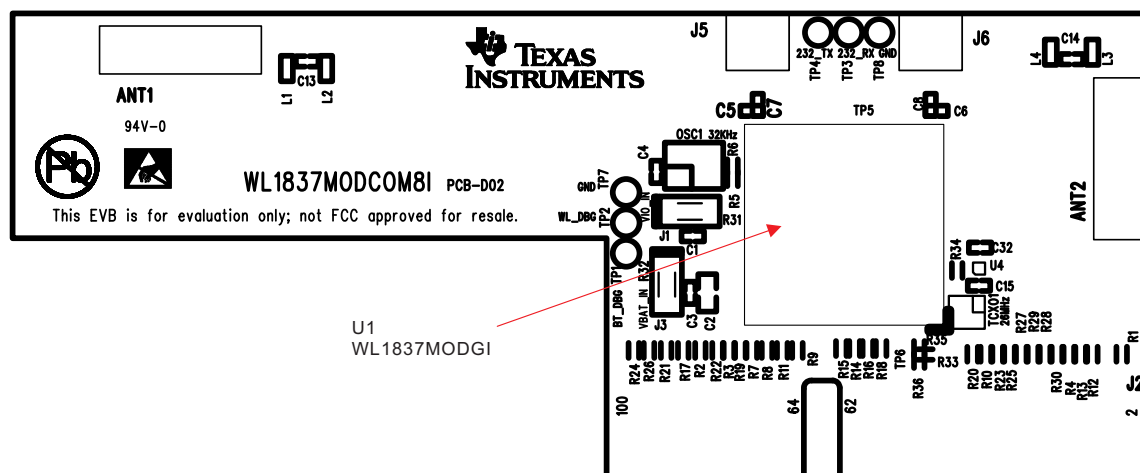 J5
232_TX
232_RX
GND
TP4
TP3
TP8
J6
L4
C14
L3
TEXAS
INSTRUMENTS
L1
C13
L2
ANT1
94V-0
Pb
WL1837MODCOM8I PCB-D02
This EVB is for evaluation only; not FCC approved for resale.
C5
C7
TP5
C8
C6
OSC1 32KHz
C4
R6
GND
TP7
WL_DBG
TP2
VIO_IN
R5
R31
J1
C1
TP1
BT_DBG
R32
VBAT_IN
J3
C3
C2
ANT2
R34
C32
U4
C15
TCXO1
26MHz
R27
R29
R28
R35
R33
TP6
R36
U1
WL1837MODGI
R24
R26
R21
R17
R2
R22
R3
R19
R7
R8
R11
R9
R15
R14
R16
R18
R20
R10
R23
R25
R30
R4
R13
R12
R1
J2
100
64
62
2